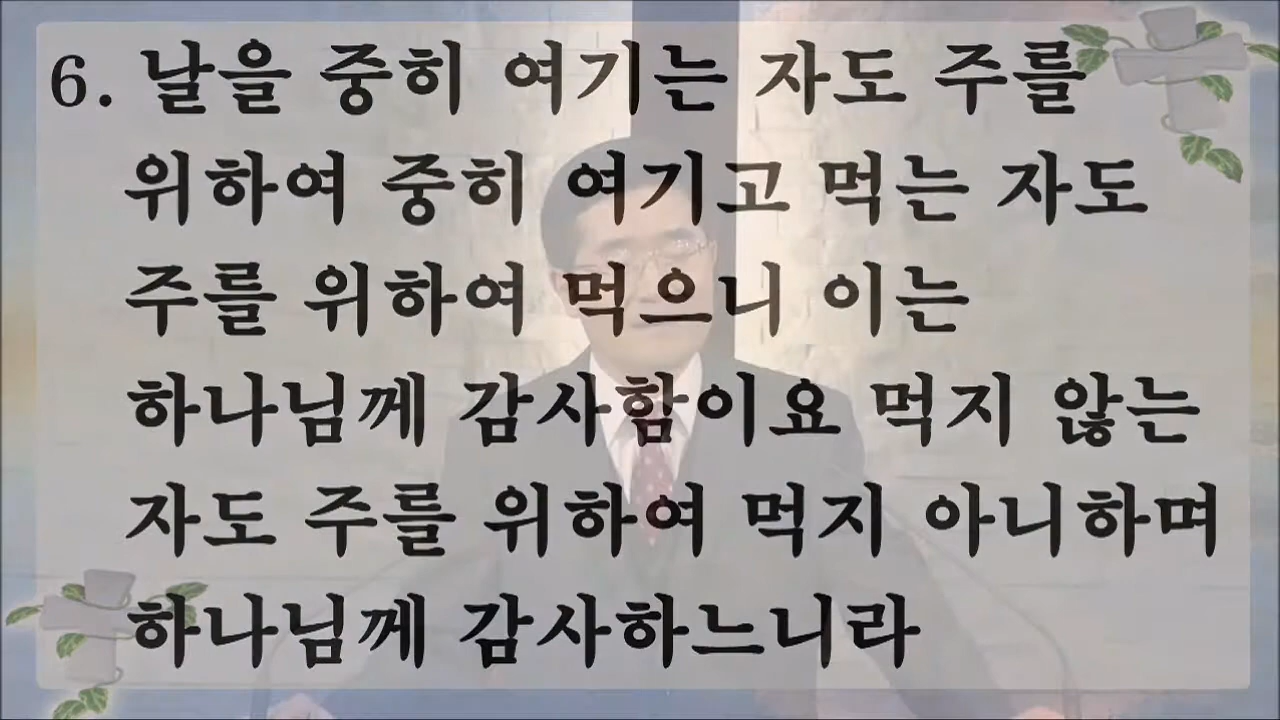 6. 날을 중히 여기는 자도 주를
위하여 중히 여기고 먹는 자도
주를 위하여 먹으니 이는
하나님께 감사함이요 먹지 않는
자도 주를 위하여 먹지 아니하며
하나님께 감사하느니라